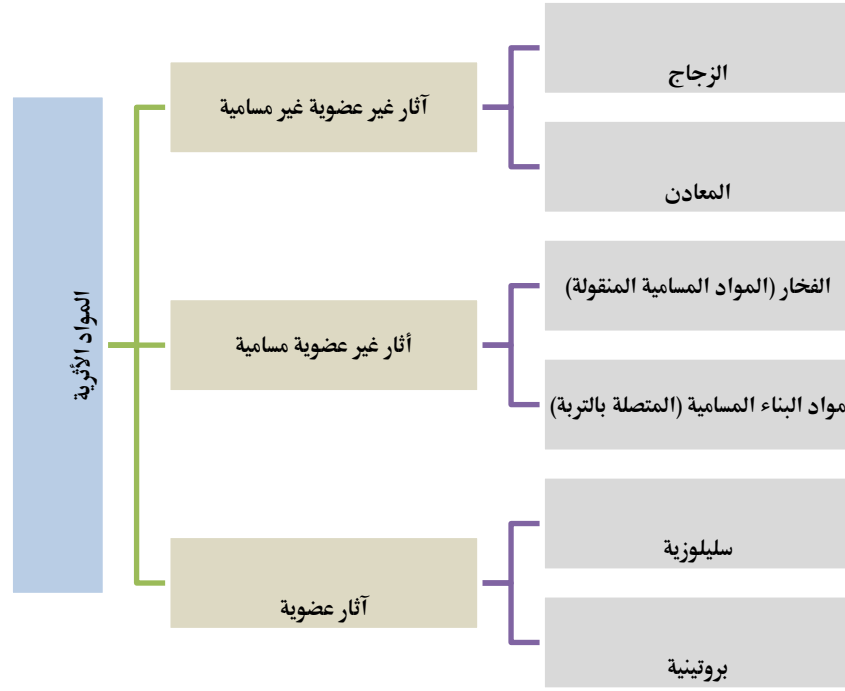 المواد الأثرية
آثار غير عضوية غير مسامية
الزجاج
المعادن
أثار غير عضوية مسامية
الفخار (المواد المسامية المنقولة)
مواد البناء المسامية (المتصلة بالتربة)
آثار عضوية
سليلوزية
بروتينية